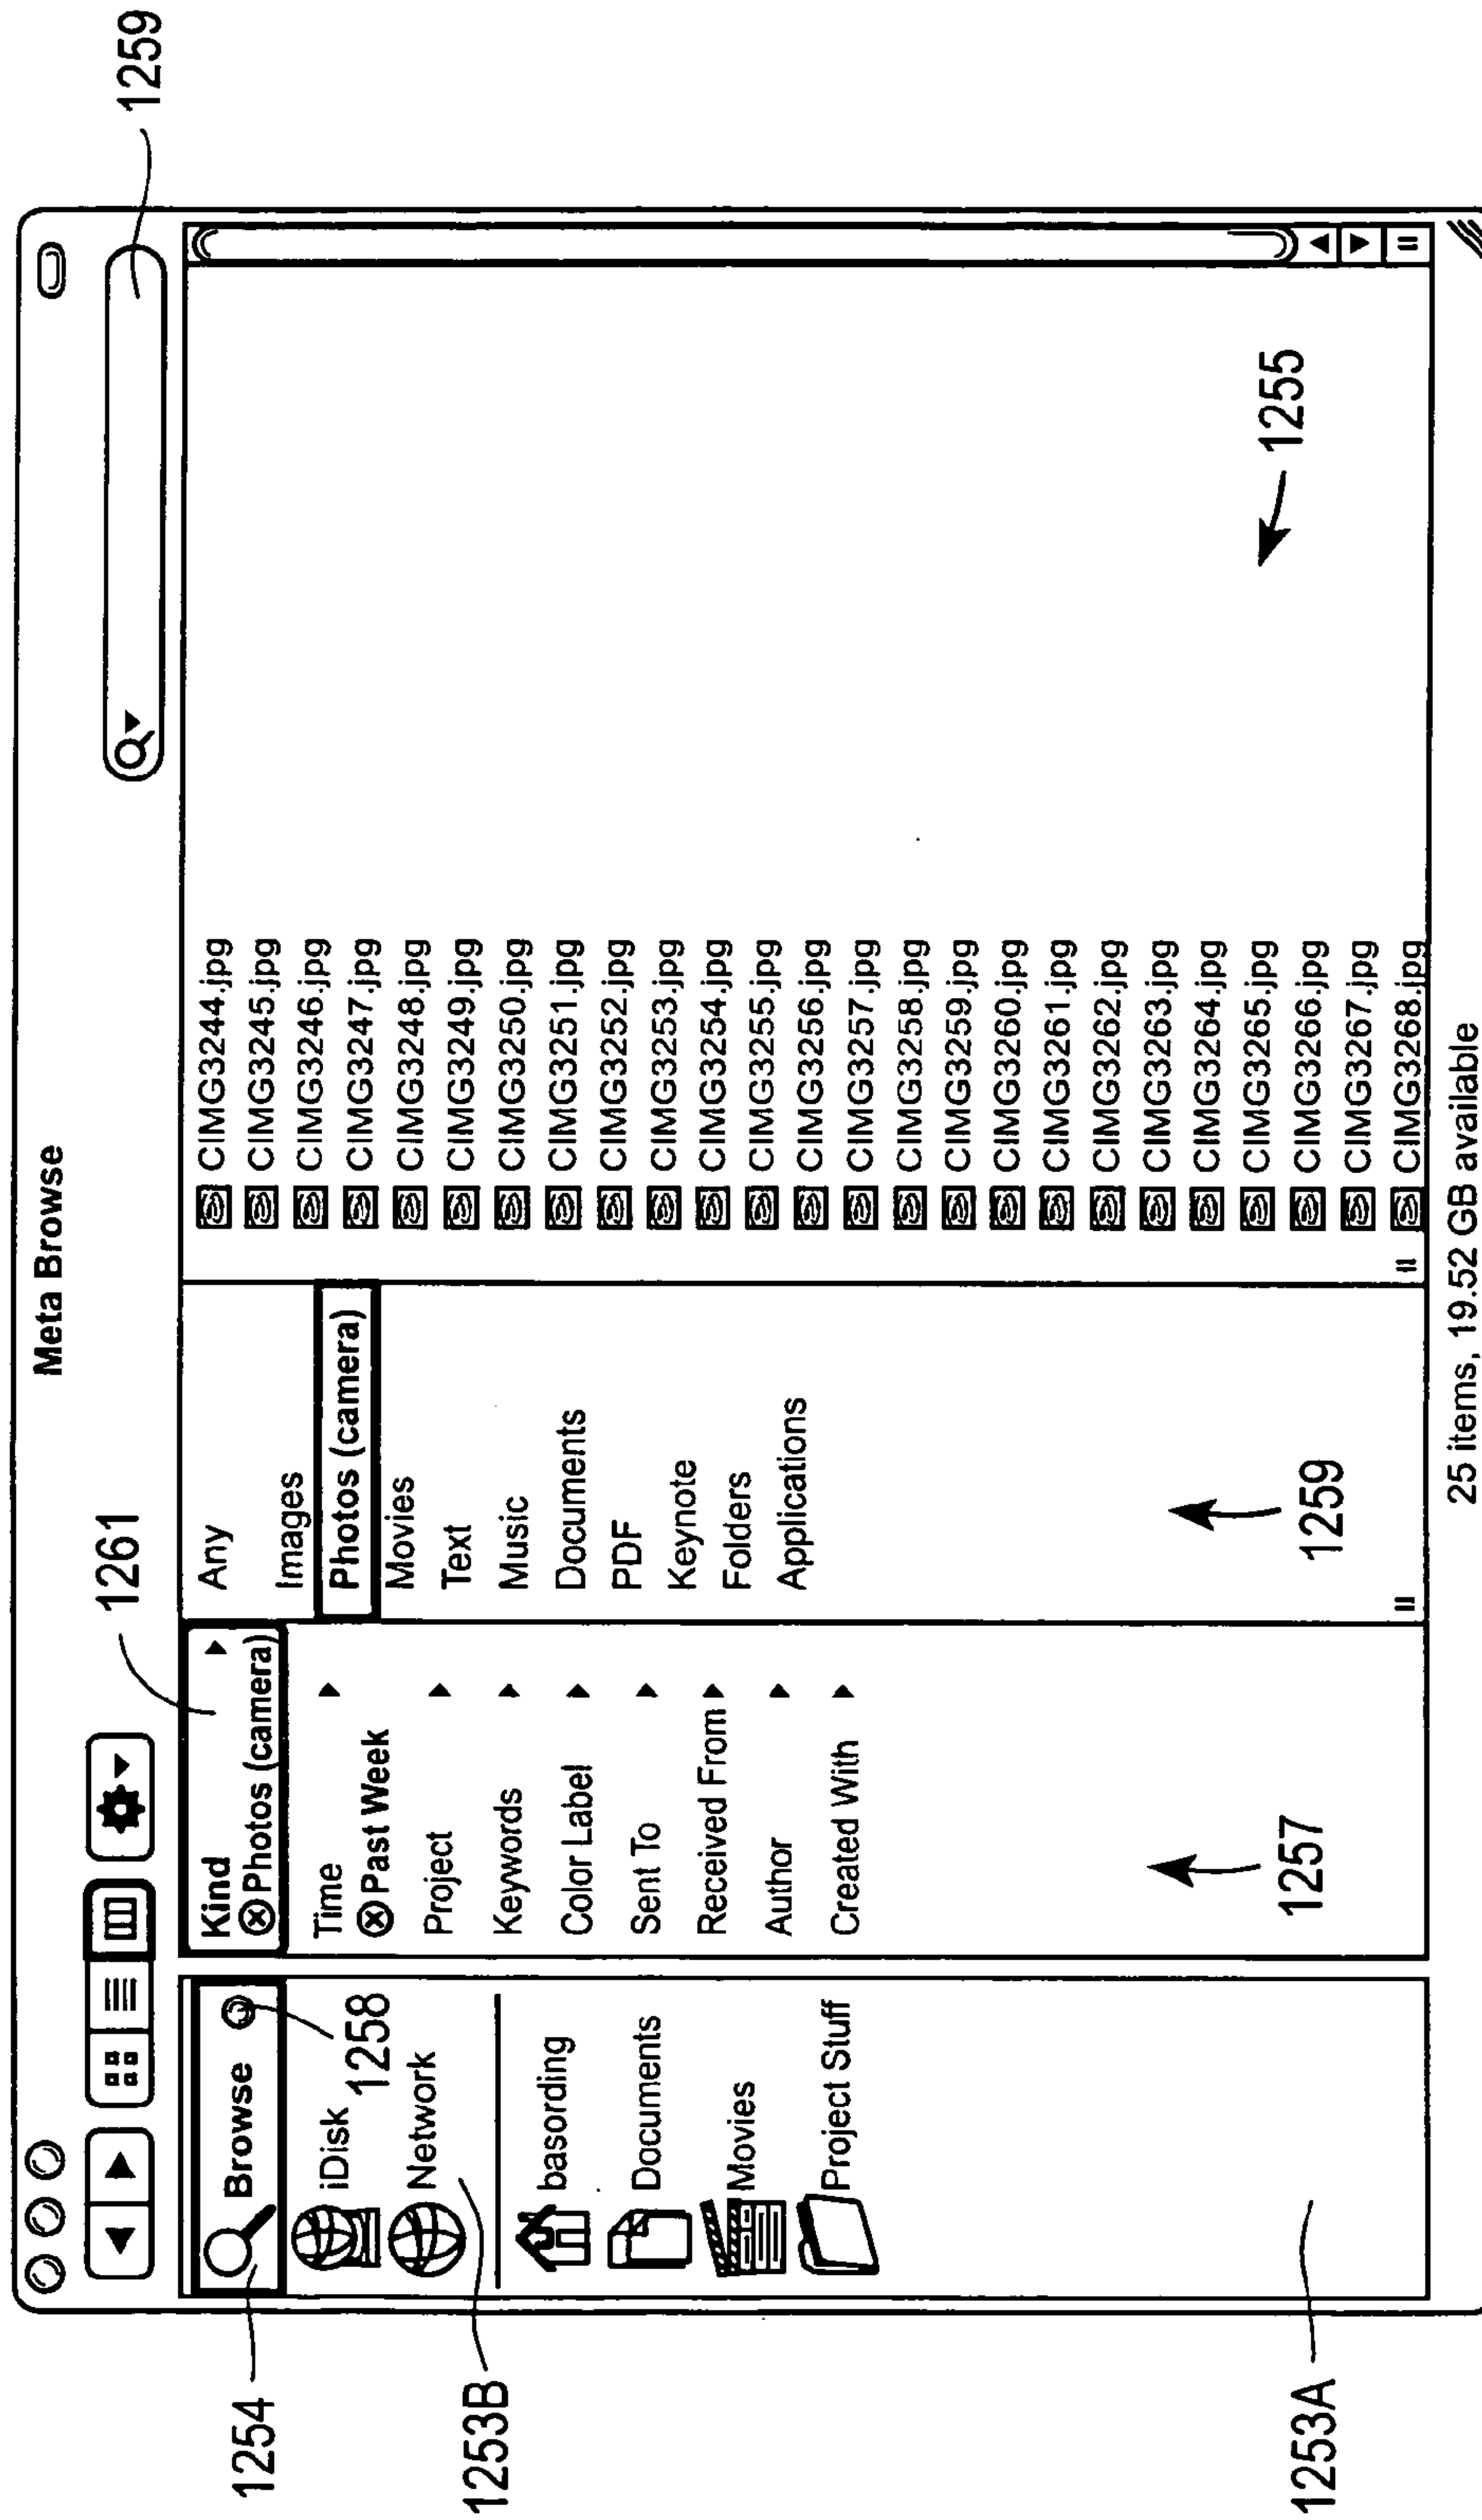 1259
1261
Meta Browse
1254
Browse
1258
iDisk
Network
1253B
basording
Documents
Movies
Project Stuff
1253A
Kind
Photos (camera)
Time
Past Week
Project
Keywords
Color Label
Sent To
Received From
Author
Created With
1257
Any
Images
Photos (camera)
Movies
Text
Music
Documents
PDF
Keynote
Folders
Applications
1259
CIMG3244.jpg
CIMG3245.jpg
CIMG3246.jpg
CIMG3247.jpg
CIMG3248.jpg
CIMG3249.jpg
CIMG3250.jpg
CIMG3251.jpg
CIMG3252.jpg
CIMG3253.jpg
CIMG3254.jpg
CIMG3255.jpg
CIMG3256.jpg
CIMG3257.jpg
CIMG3258.jpg
CIMG3259.jpg
CIMG3260.jpg
CIMG3261.jpg
CIMG3262.jpg
CIMG3263.jpg
CIMG3264.jpg
CIMG3265.jpg
CIMG3266.jpg
CIMG3267.jpg
CIMG3268.jpg
1255
25 items, 19.52 GB available